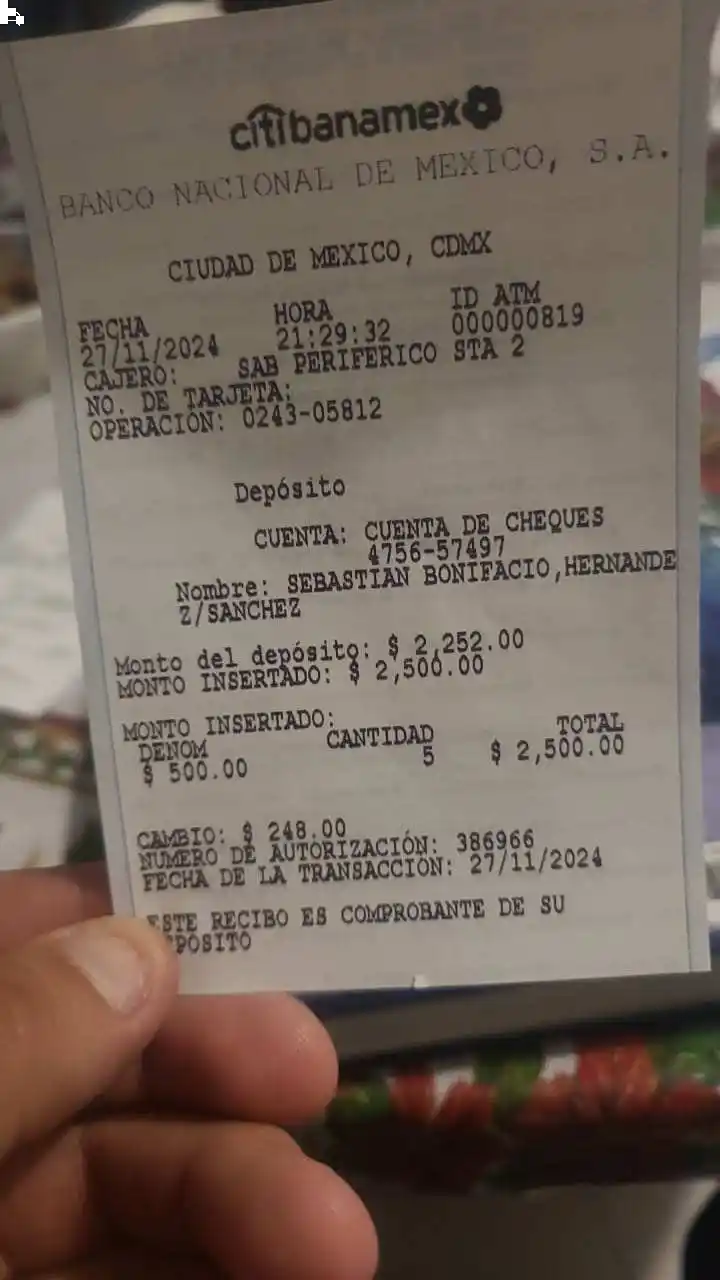 citibanamex
BANCO NACIONAL DE MEXICO, S.A.
CIUDAD DE MEXICO, CDMX
FECHA HORA ID ATM
27/11/2024 21:29:32 000000819
CAJERO: SAB PERIFERICO STA 2
NO. DE TARJETA:
OPERACIÓN: 0243-05812
Depósito
CUENTA: CUENTA DE CHEQUES
4756-57497
Nombre: SEBASTIAN BONIFACIO,HERNANDE
Z/SANCHEZ
Monto del depósito: $ 2,252.00
MONTO INSERTADO: $ 2,500.00
MONTO INSERTADO:
DENOM CANTIDAD TOTAL
$ 500.00 5 $ 2,500.00
CAMBIO: $ 248.00
NUMERO DE AUTORIZACIÓN: 386966
FECHA DE LA TRANSACCIÓN: 27/11/2024
ESTE RECIBO ES COMPROBANTE DE SU
EPÓSITO